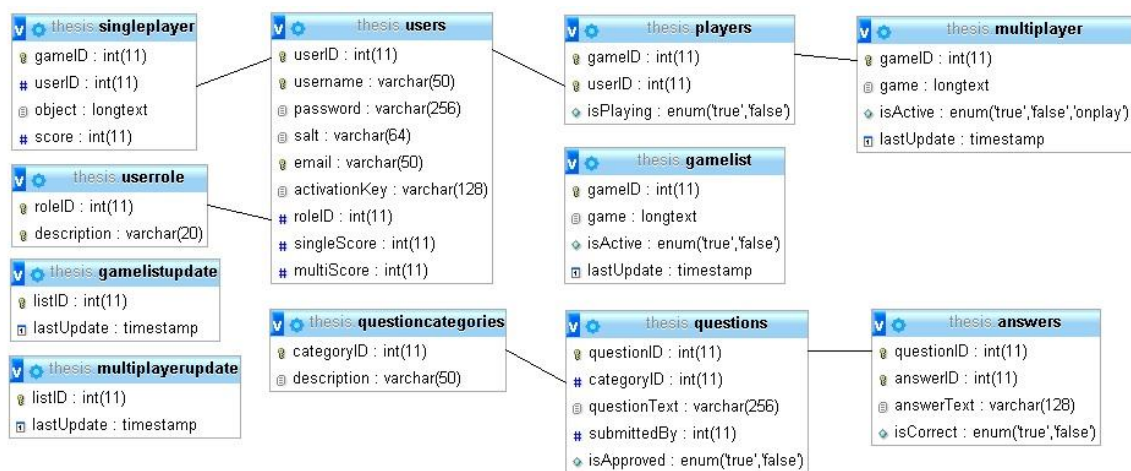 thesis.singleplayer
gameID : int(11)
userID : int(11)
object : longtext
score : int(11)
thesis.users
userID : int(11)
username : varchar(50)
password : varchar(256)
salt : varchar(64)
email : varchar(50)
activationKey : varchar(128)
roleID : int(11)
singleScore : int(11)
multiScore : int(11)
thesis.players
gameID : int(11)
userID : int(11)
isPlaying : enum('true','false')
thesis.multiplayer
gameID : int(11)
game : longtext
isActive : enum('true','false','onplay')
lastUpdate : timestamp
thesis.userrole
roleID : int(11)
description : varchar(20)
thesis.gamelist
gameID : int(11)
game : longtext
isActive : enum('true','false')
lastUpdate : timestamp
thesis.gamelistupdate
listID : int(11)
lastUpdate : timestamp
thesis.multiplayerupdate
listID : int(11)
lastUpdate : timestamp
thesis.questioncategories
categoryID : int(11)
description : varchar(50)
thesis.questions
questionID : int(11)
categoryID : int(11)
questionText : varchar(256)
submittedBy : int(11)
isApproved : enum('true','false')
thesis.answers
questionID : int(11)
answerID : int(11)
answerText : varchar(128)
isCorrect : enum('true','false')